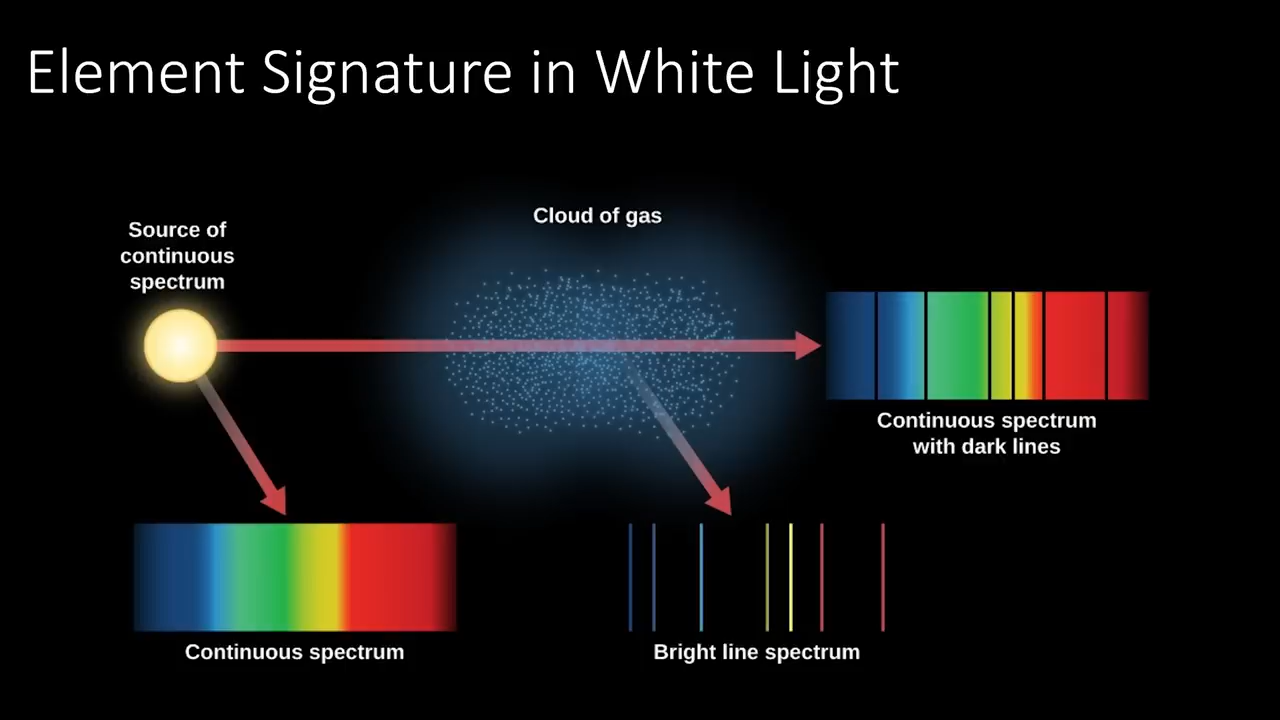 Element Signature in White Light
Source of
continuous
spectrum
Cloud of gas
Continuous spectrum
with dark lines
Continuous spectrum
Bright line spectrum